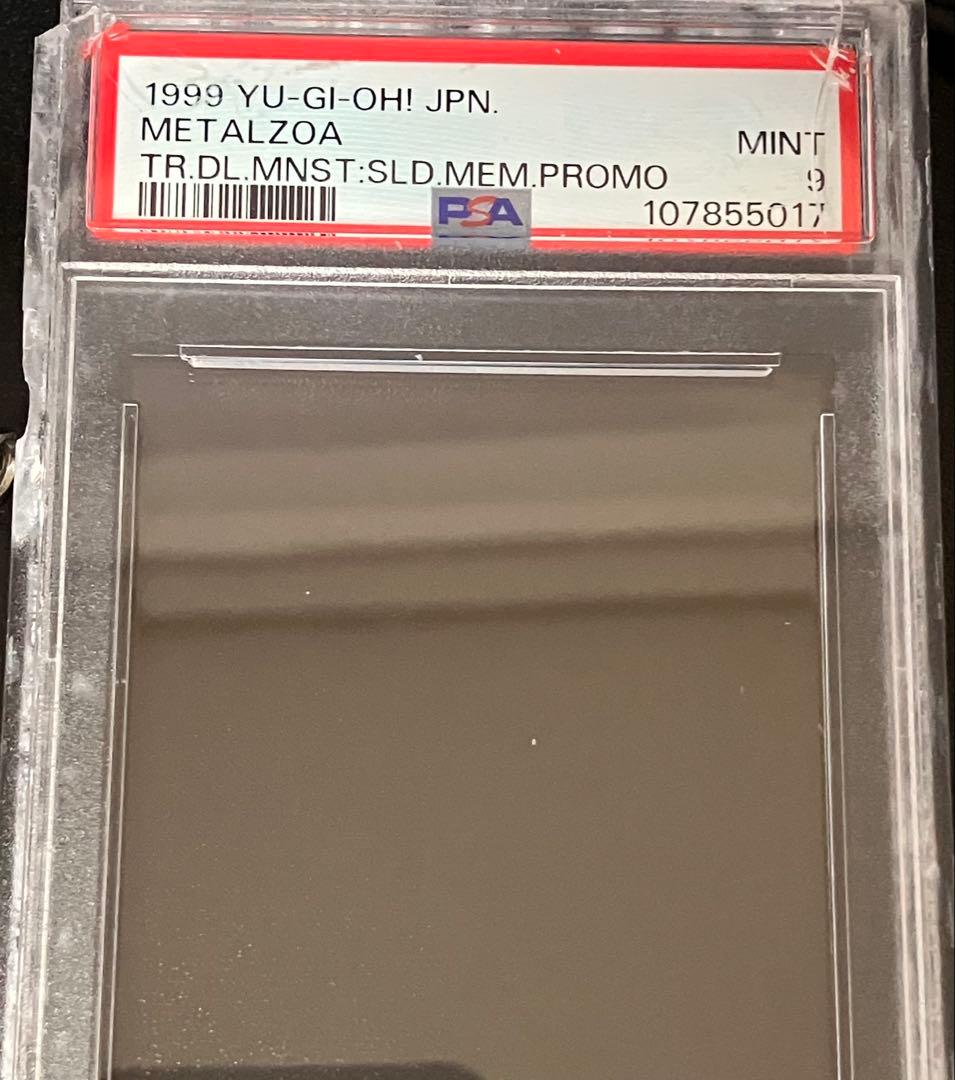 1999 YU-GI-OH! JPN.
METALZOA MINT
TR.DL.MNST:SLD.MEM.PROMO 9
PSA 107855017